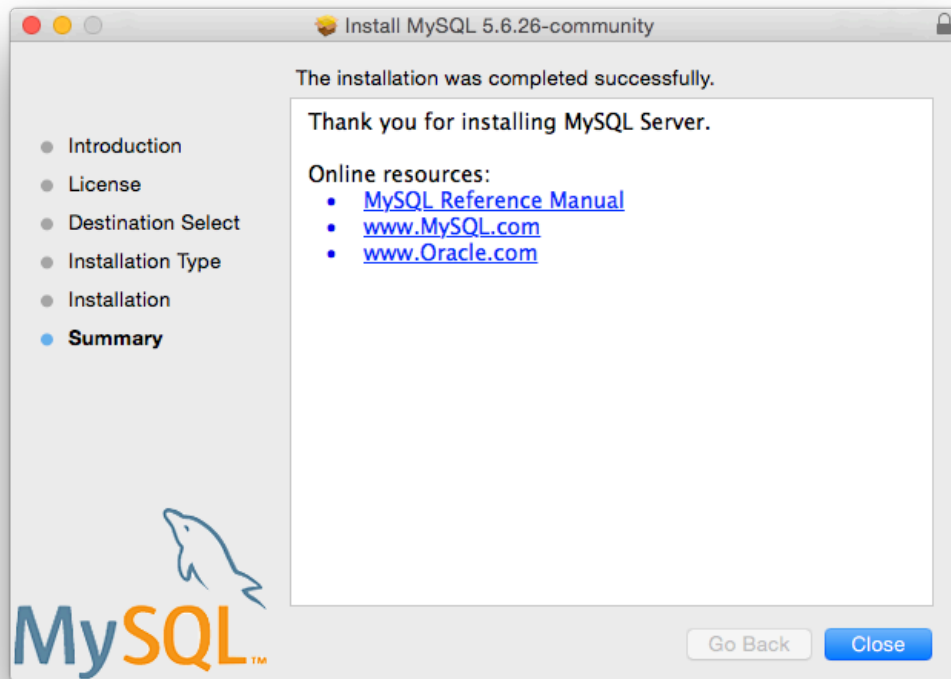 Install MySQL 5.6.26-community
The installation was completed successfully.
Introduction
License
Destination Select
Installation Type
Installation
Summary
Thank you for installing MySQL Server.
Online resources:
• MySQL Reference Manual
• www.MySQL.com
• www.Oracle.com
MySQL™
Go Back
Close